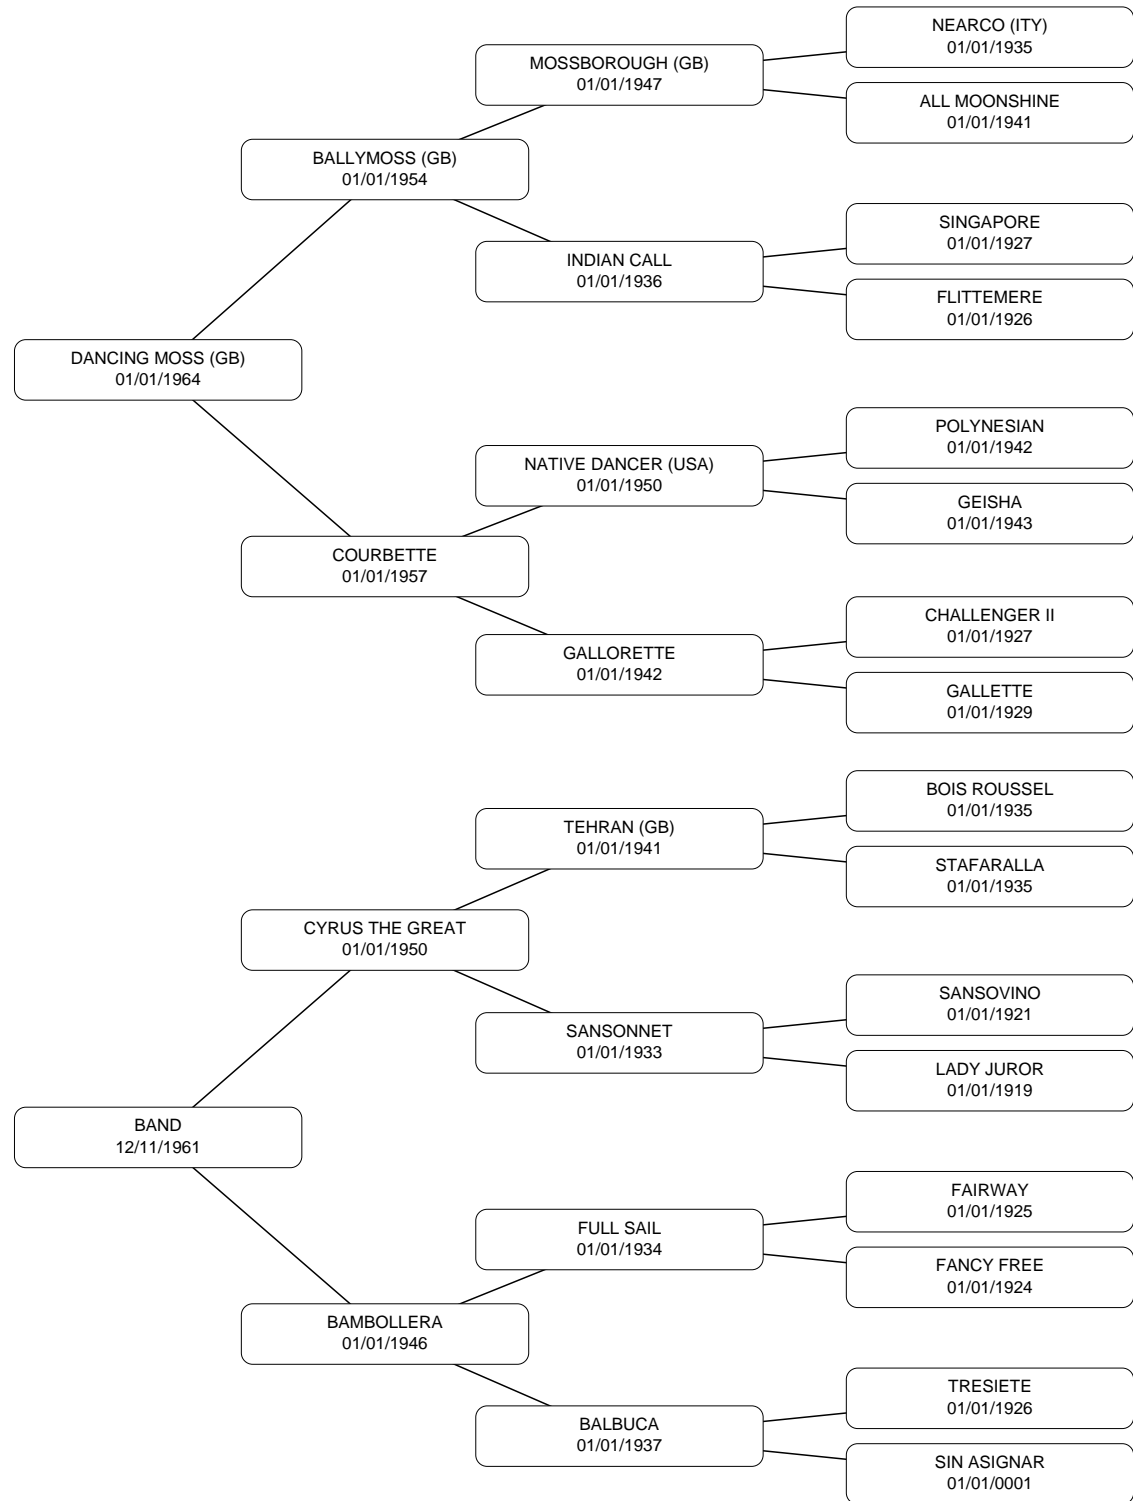 NEARCO (ITY)
01/01/1935
MOSSBOROUGH (GB)
01/01/1947
ALL MOONSHINE
01/01/1941
BALLYMOSS (GB)
01/01/1954
SINGAPORE
01/01/1927
INDIAN CALL
01/01/1936
FLITTEMERE
01/01/1926
DANCING MOSS (GB)
01/01/1964
POLYNESIAN
01/01/1942
NATIVE DANCER (USA)
01/01/1950
GEISHA
01/01/1943
COURBETTE
01/01/1957
CHALLENGER II
01/01/1927
GALLORETTE
01/01/1942
GALLETTE
01/01/1929
BOIS ROUSSEL
01/01/1935
TEHRAN (GB)
01/01/1941
STAFARALLA
01/01/1935
CYRUS THE GREAT
01/01/1950
SANSOVINO
01/01/1921
SANSONNET
01/01/1933
LADY JUROR
01/01/1919
BAND
12/11/1961
FAIRWAY
01/01/1925
FULL SAIL
01/01/1934
FANCY FREE
01/01/1924
BAMBOLLERA
01/01/1946
TRESIETE
01/01/1926
BALBUCA
01/01/1937
SIN ASIGNAR
01/01/0001